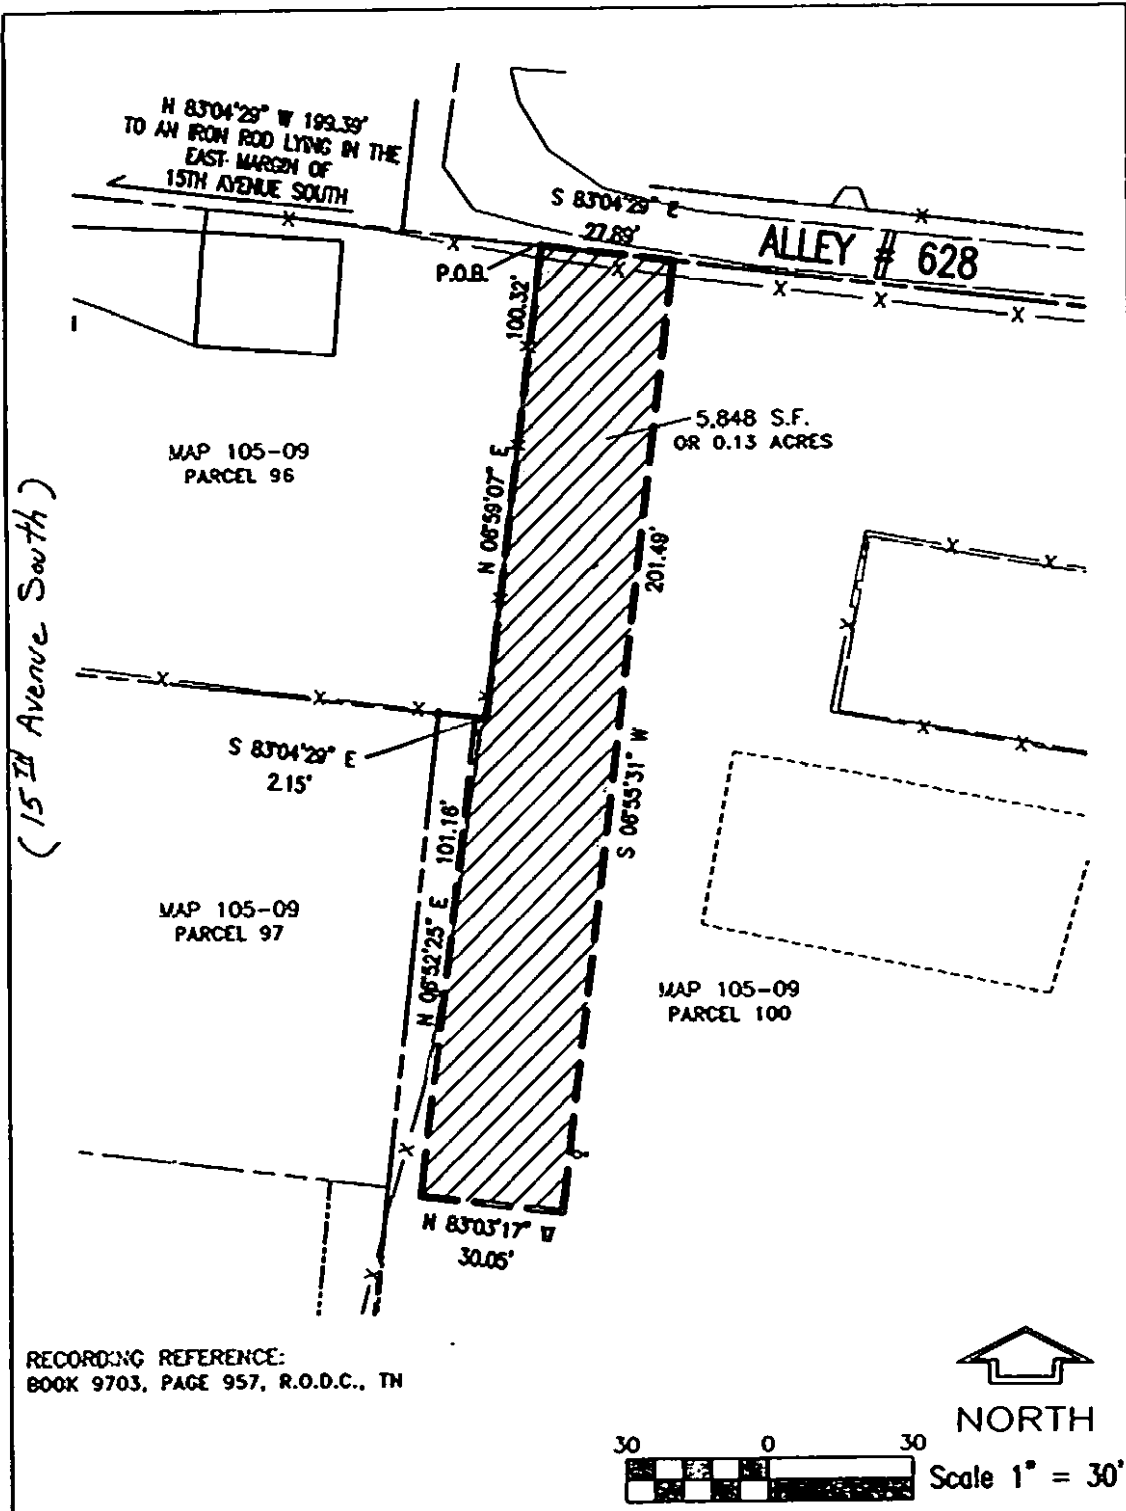 N 83°04'29" W 199.39'
TO AN IRON ROD LYING IN THE
EAST MARGIN OF
15TH AVENUE SOUTH
S 83°04'29" E
27.89'
ALLEY # 628
P.O.B.
100.32'
5,848 S.F.
OR 0.13 ACRES
MAP 105-09
PARCEL 96
N 06°59'07" E
201.49'
(15TH Avenue South)
S 83°04'29" E
2.15'
S 06°55'31" W
101.16'
MAP 105-09
PARCEL 97
N 06°52'25" E
MAP 105-09
PARCEL 100
N 83°03'17" W
30.05'
RECORDING REFERENCE:
BOOK 9703, PAGE 957, R.O.D.C., TN
NORTH
30 0 30
Scale 1" = 30'